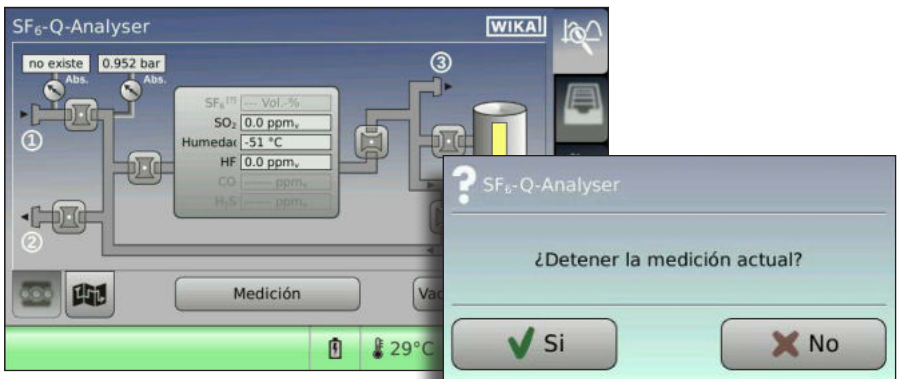 SF₆-Q-Analyser
WIKA
no existe
0.952 bar
Abs.
Abs.
①
②
③
SF₆ --- Vol.-%
SO₂ 0.0 ppmᵥ
Humedac -51 °C
HF 0.0 ppmᵥ
CO ----- ppmᵥ
H₂S ----- ppmᵥ
Medición
Vac
29°C
? SF₆-Q-Analyser
¿Detener la medición actual?
Si
No